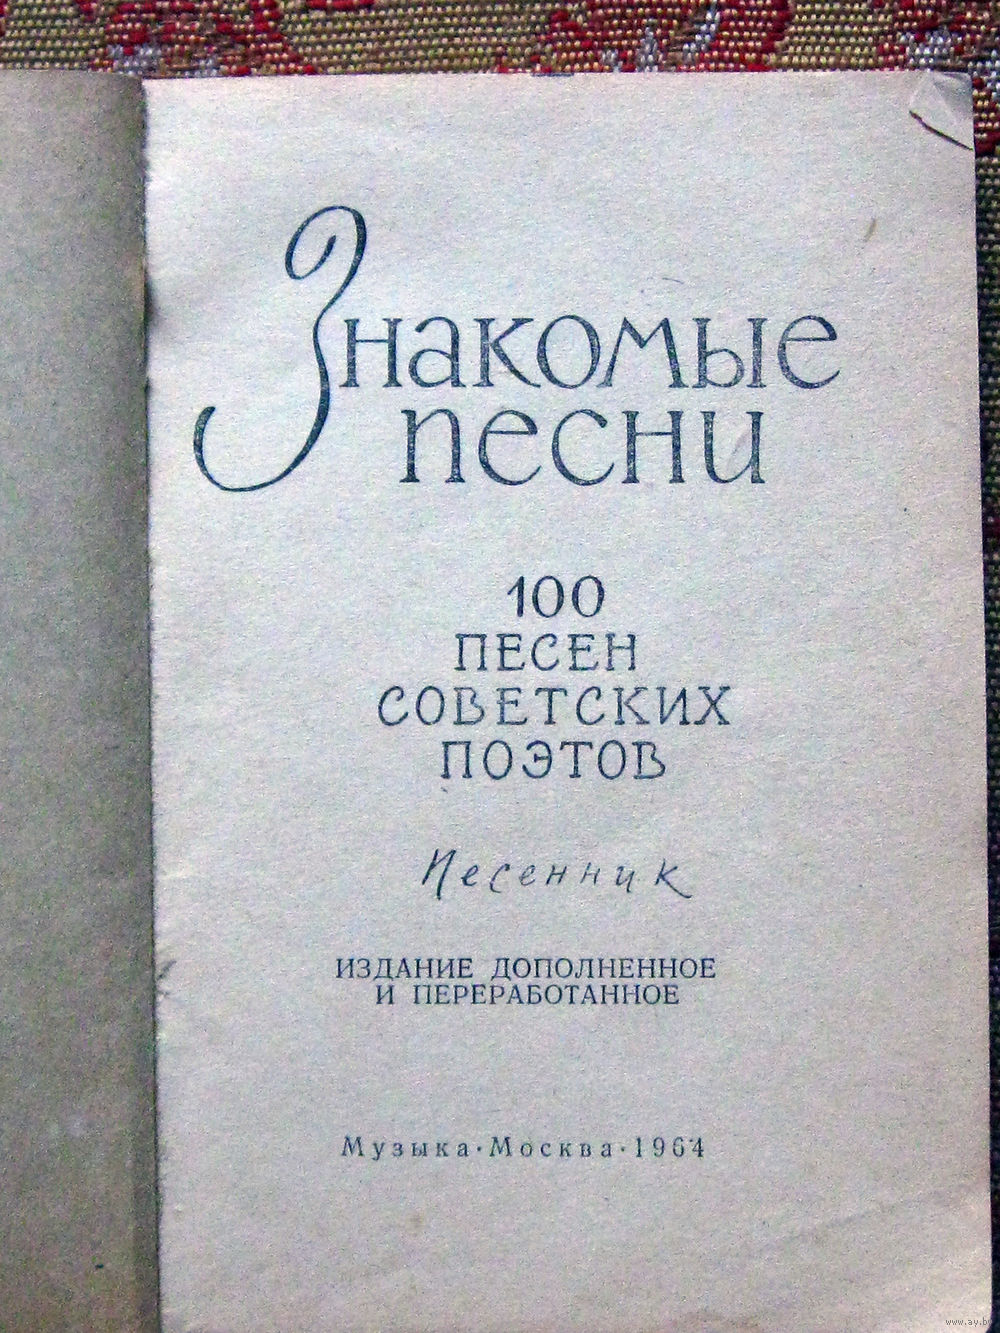 Знакомые
песни
100
ПЕСЕН
СОВЕТСКИХ
ПОЭТОВ
Песенник
ИЗДАНИЕ ДОПОЛНЕННОЕ
И ПЕРЕРАБОТАННОЕ
Музыка·Москва·1964